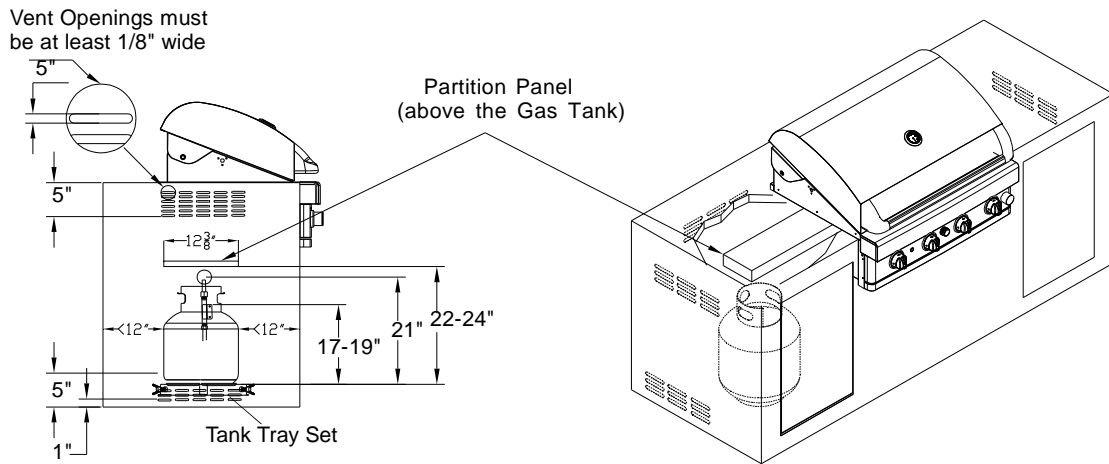 Vent Openings must
be at least 1/8" wide
5"
Partition Panel
(above the Gas Tank)
5"
12 3/8"
<12"
<12"
22-24"
21"
17-19"
5"
Tank Tray Set
1"